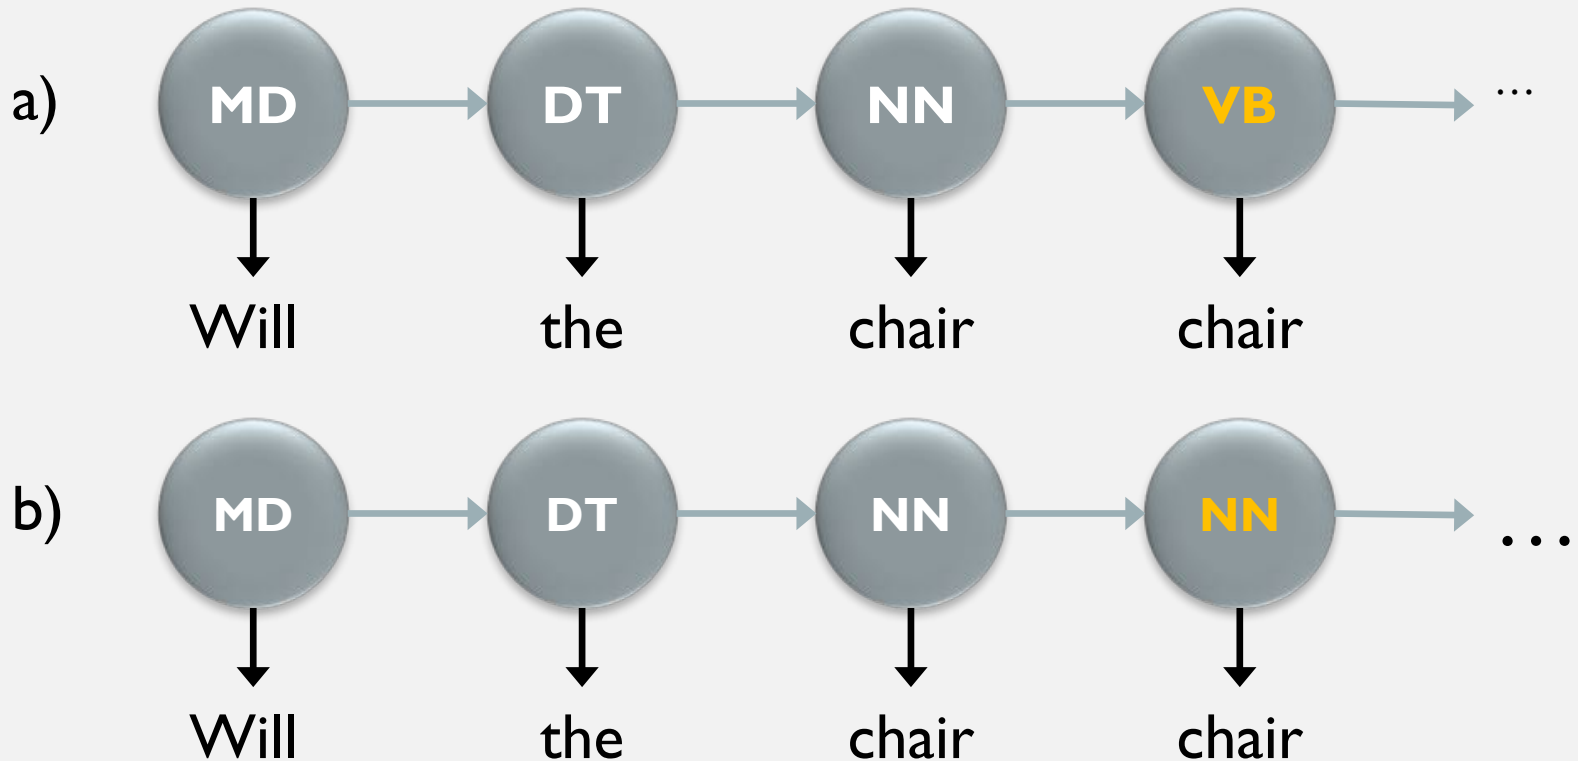 a) MD DT NN VB ...
Will the chair chair
b) MD DT NN NN ...
Will the chair chair